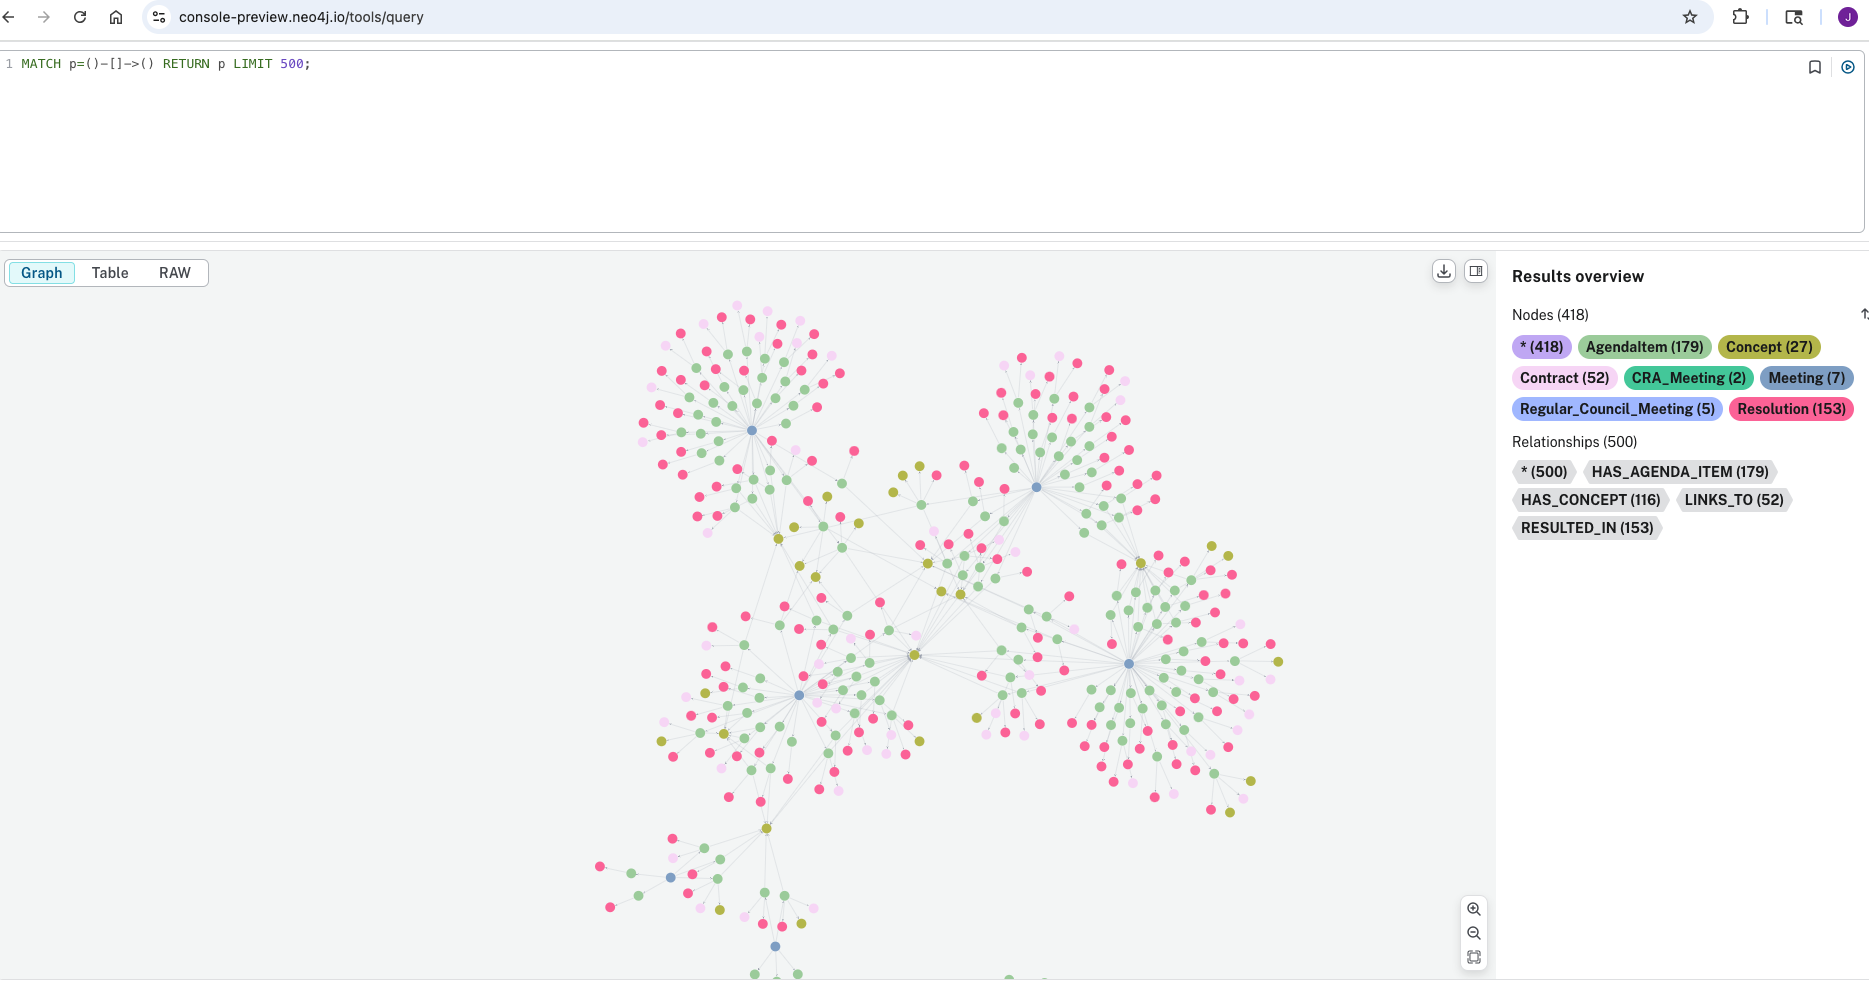 console-preview.neo4j.io/tools/query
J
1 MATCH p=()-[]->() RETURN p LIMIT 500;
Graph Table RAW
Results overview
Nodes (418)
* (418) AgendaItem (179) Concept (27)
Contract (52) CRA_Meeting (2) Meeting (7)
Regular_Council_Meeting (5) Resolution (153)
Relationships (500)
* (500) HAS_AGENDA_ITEM (179)
HAS_CONCEPT (116) LINKS_TO (52)
RESULTED_IN (153)